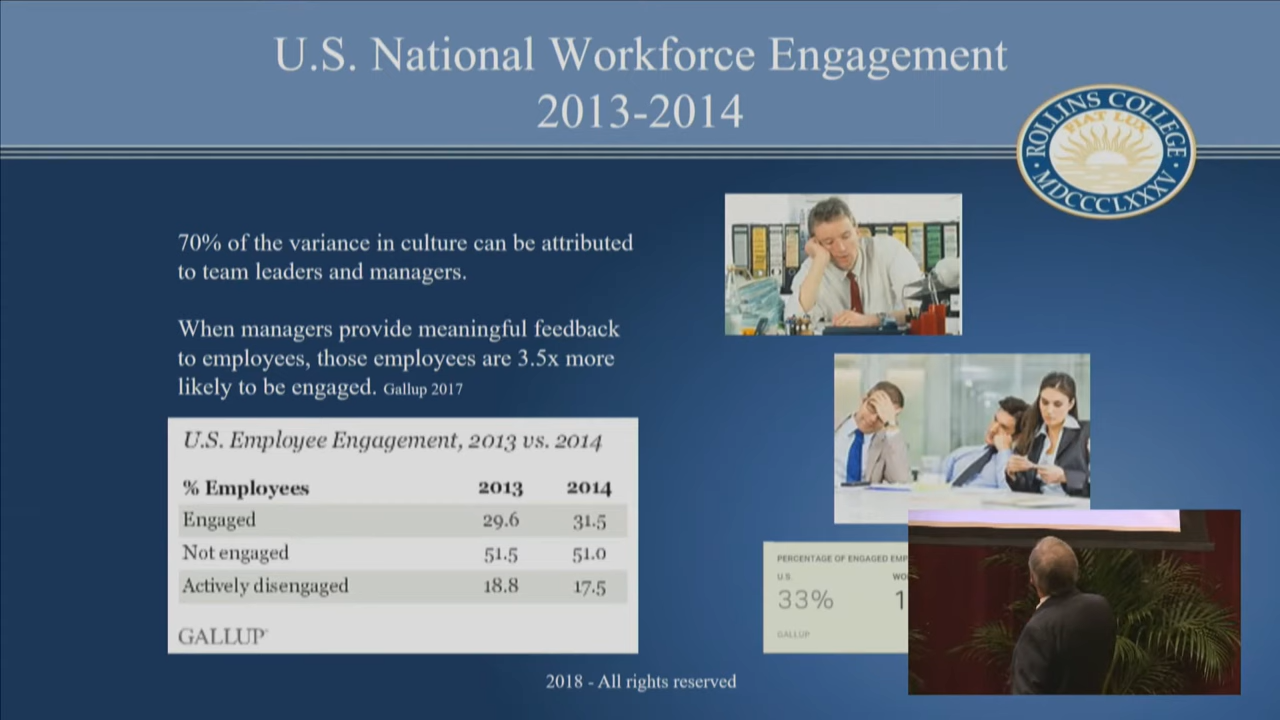 U.S. National Workforce Engagement
2013-2014
ROLLINS COLLEGE
FIAT LUX
MDCCCLXXXV
70% of the variance in culture can be attributed
to team leaders and managers.
When managers provide meaningful feedback
to employees, those employees are 3.5x more
likely to be engaged. Gallup 2017
U.S. Employee Engagement, 2013 vs. 2014
% Employees 2013 2014
Engaged 29.6 31.5
Not engaged 51.5 51.0
Actively disengaged 18.8 17.5
GALLUP
PERCENTAGE OF ENGAGED
U.S.
33%
GALLUP
2018 - All rights reserved